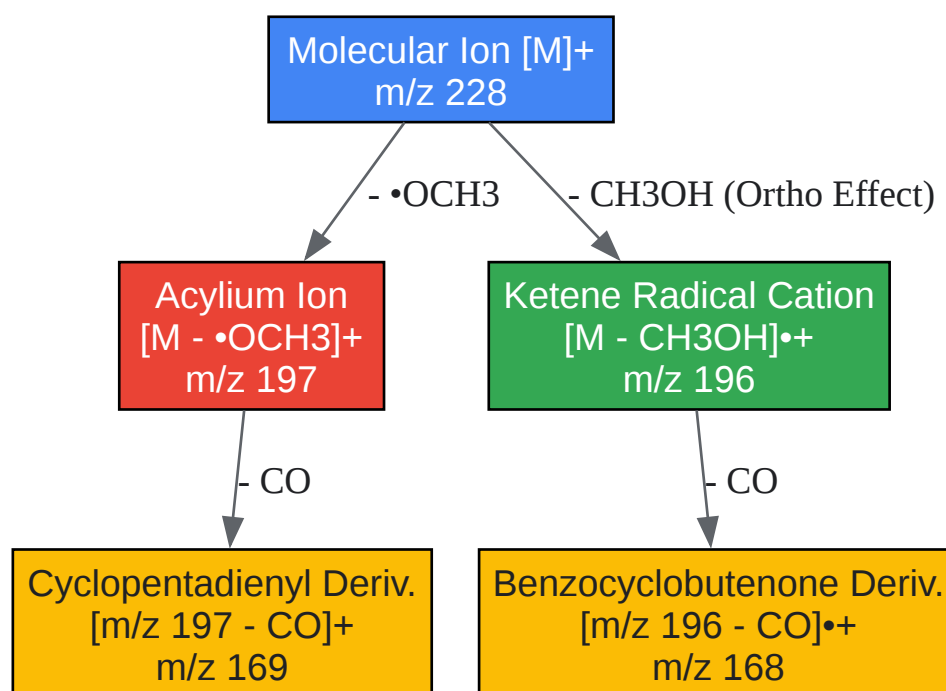 Molecular Ion [M]+
m/z 228
- •OCH3
- CH3OH (Ortho Effect)
Acylium Ion
[M - •OCH3]+
m/z 197
Ketene Radical Cation
[M - CH3OH]•+
m/z 196
- CO
- CO
Cyclopentadienyl Deriv.
[m/z 197 - CO]+
m/z 169
Benzocyclobutenone Deriv.
[m/z 196 - CO]•+
m/z 168